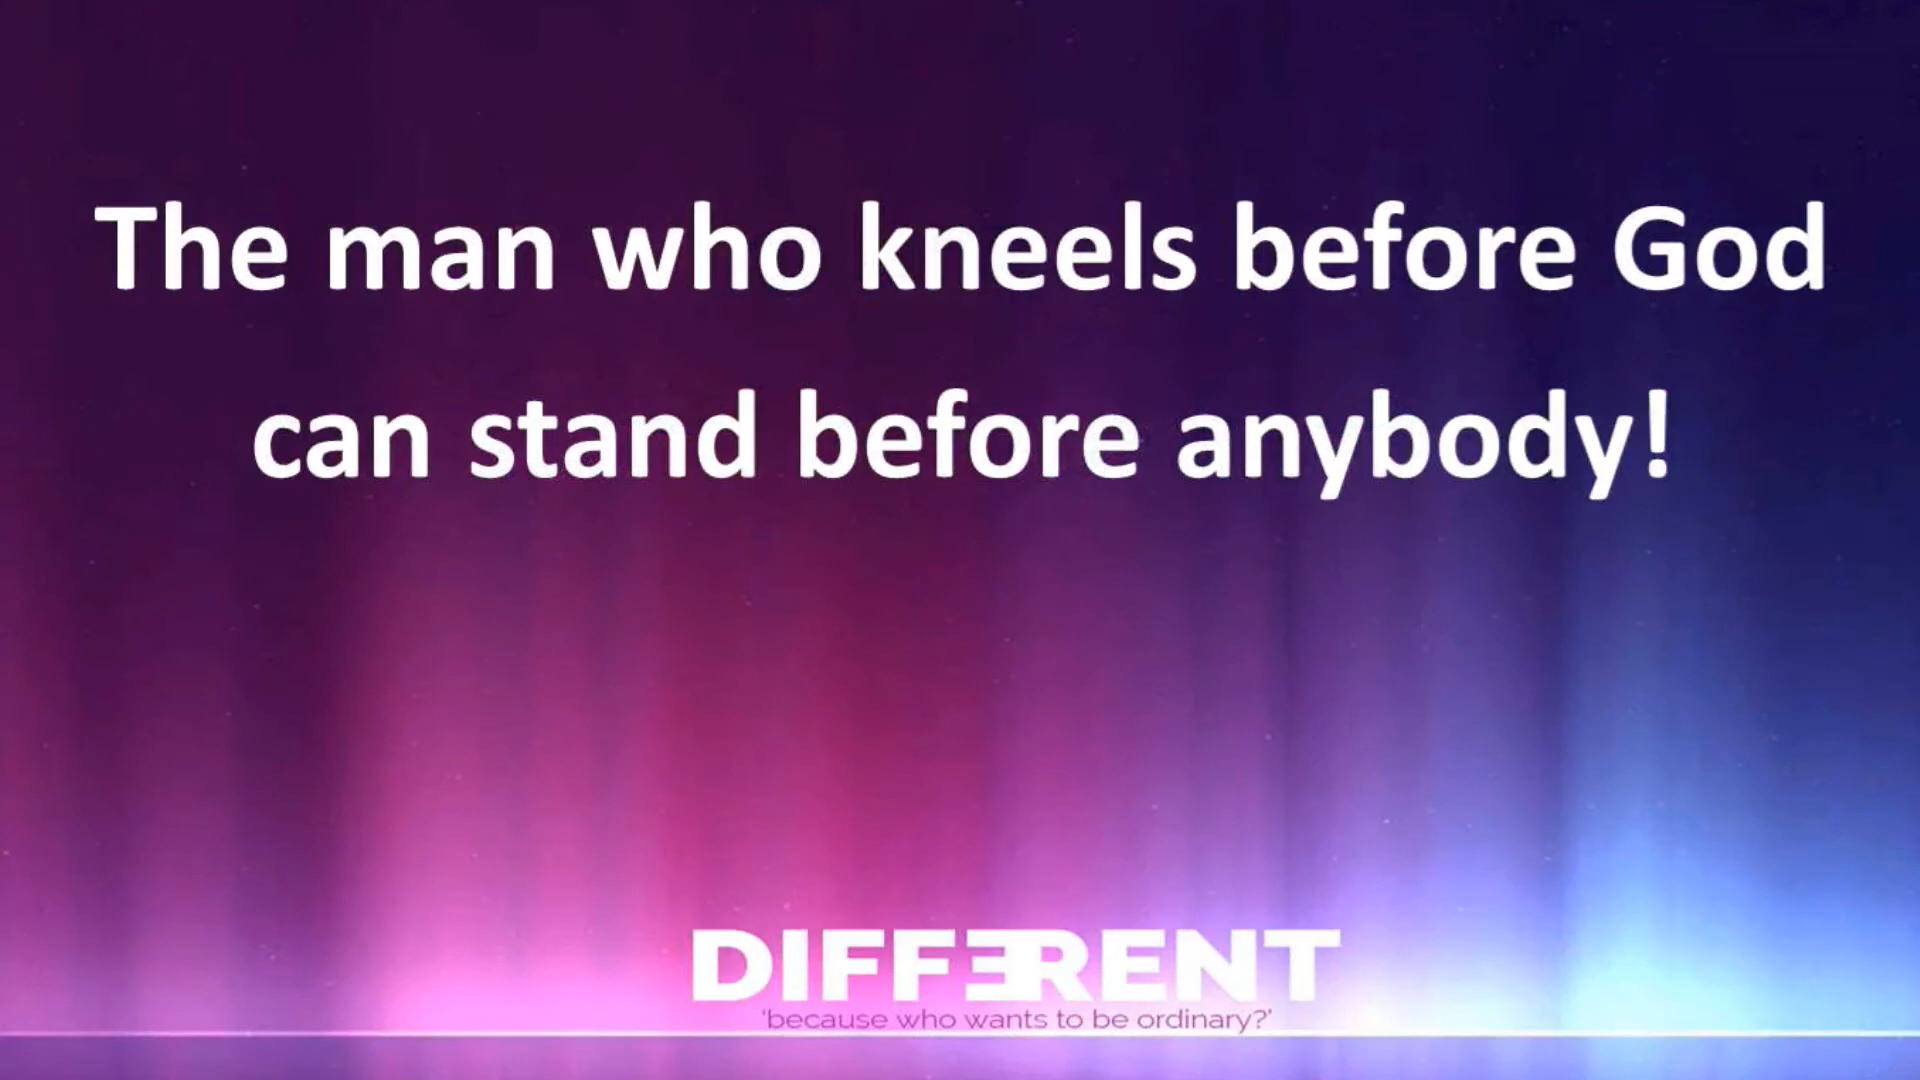 The man who kneels before God
can stand before anybody!
DIFFERENT
'because who wants to be ordinary?'